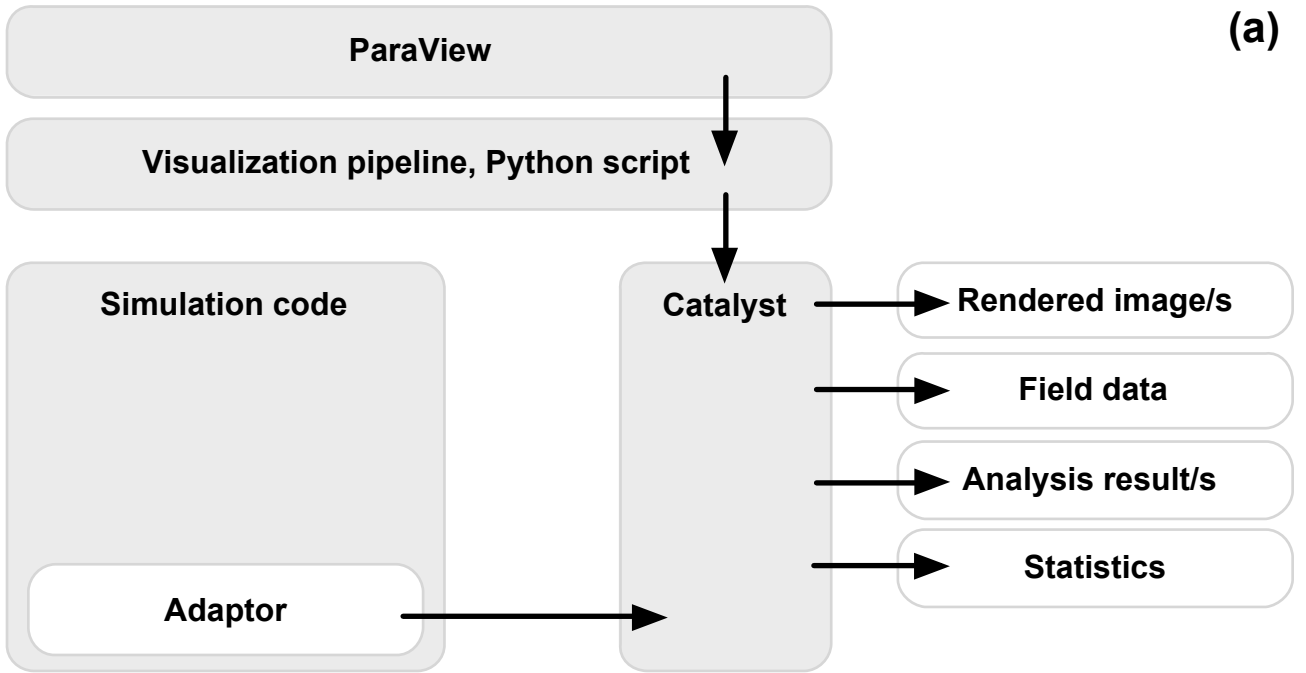 (a)
ParaView
Visualization pipeline, Python script
Simulation code
Catalyst
Rendered image/s
Field data
Analysis result/s
Statistics
Adaptor